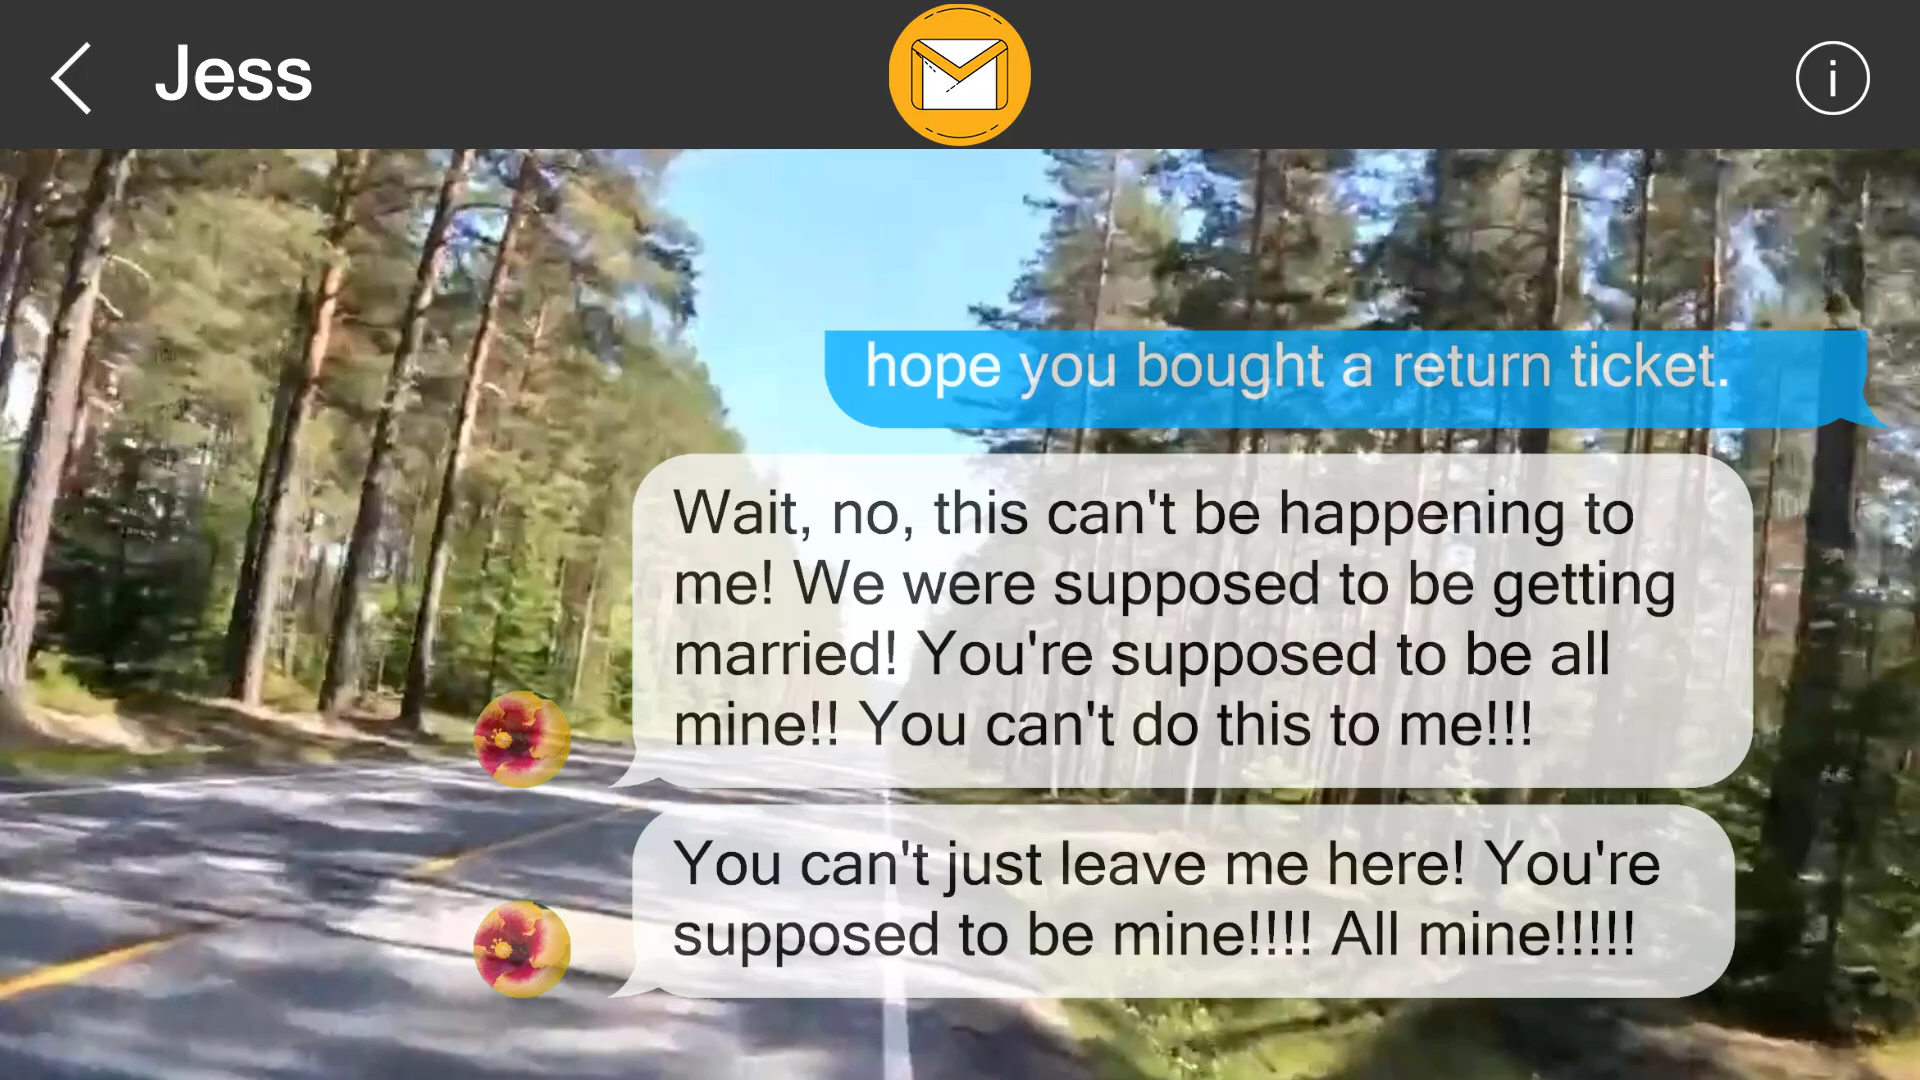 Jess
i
hope you bought a return ticket.
Wait, no, this can't be happening to
me! We were supposed to be getting
married! You're supposed to be all
mine!! You can't do this to me!!!
You can't just leave me here! You're
supposed to be mine!!!! All mine!!!!!